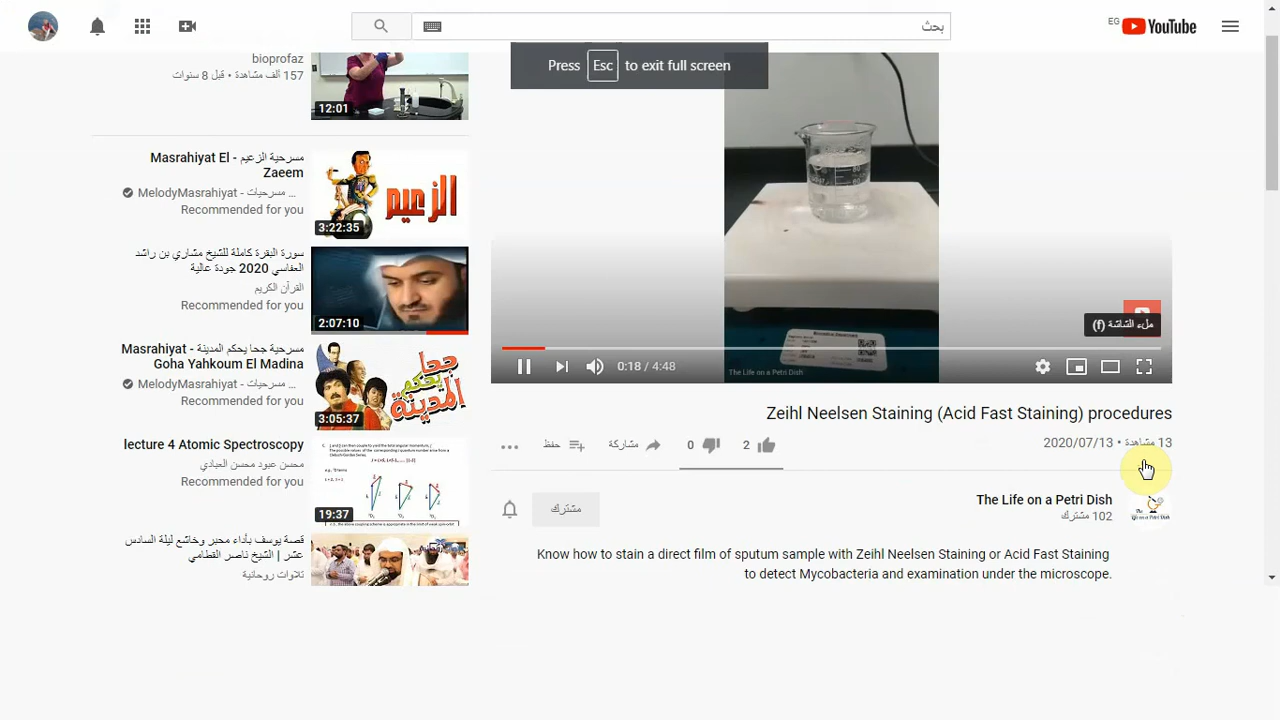 EG
YouTube
بحث
Press Esc to exit full screen
bioprofaz
157 ألف مشاهدة • قبل 8 سنوات
12:01
مسرحية الزعيم - Masrahiyat El
Zaeem
MelodyMasrahiyat - مسرحيات ...
Recommended for you
الزعيم
3:22:35
سورة البقرة كاملة للشيخ مشاري بن راشد
العفاسي 2020 جودة عالية
القرآن الكريم
Recommended for you
2:07:10
مسرحية جحا يحكم المدينة - Masrahiyat
Goha Yahkoum El Madina
MelodyMasrahiyat - مسرحيات ...
Recommended for you
جحا
يحكم
المدينة
3:05:37
lecture 4 Atomic Spectroscopy
محسن عبود محسن العبادي
Recommended for you
19:37
قصة يوسف بأداء مبحر وخاشع ليلة السادس
عشر | الشيخ ناصر القطامي
تلاوات روحانية
ملء الشاشة (f)
The Life on a Petri Dish
0:18 / 4:48
Zeihl Neelsen Staining (Acid Fast Staining) procedures
13 مشاهدة • 2020/07/13
2
0
مشاركة
حفظ
The Life on a Petri Dish
102 مشترك
مشترك
Know how to stain a direct film of sputum sample with Zeihl Neelsen Staining or Acid Fast Staining
to detect Mycobacteria and examination under the microscope.